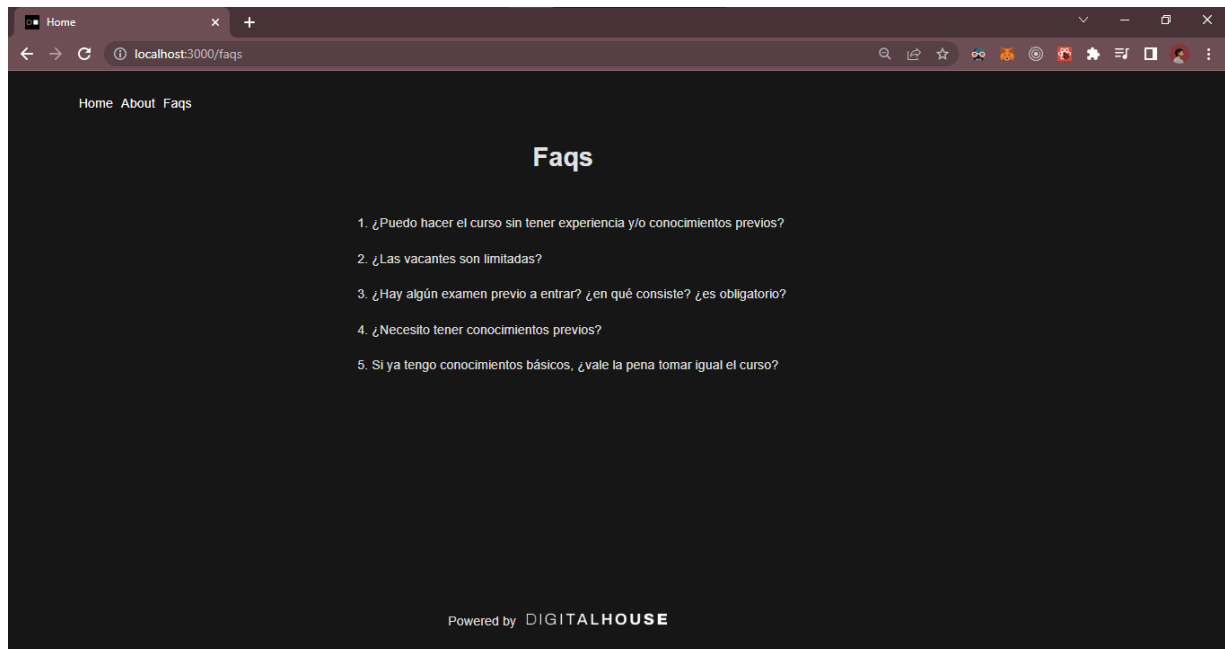 Home
localhost:3000/faqs
Home About Faqs
Faqs
1. ¿Puedo hacer el curso sin tener experiencia y/o conocimientos previos?
2. ¿Las vacantes son limitadas?
3. ¿Hay algún examen previo a entrar? ¿en qué consiste? ¿es obligatorio?
4. ¿Necesito tener conocimientos previos?
5. Si ya tengo conocimientos básicos, ¿vale la pena tomar igual el curso?
Powered by DIGITALHOUSE